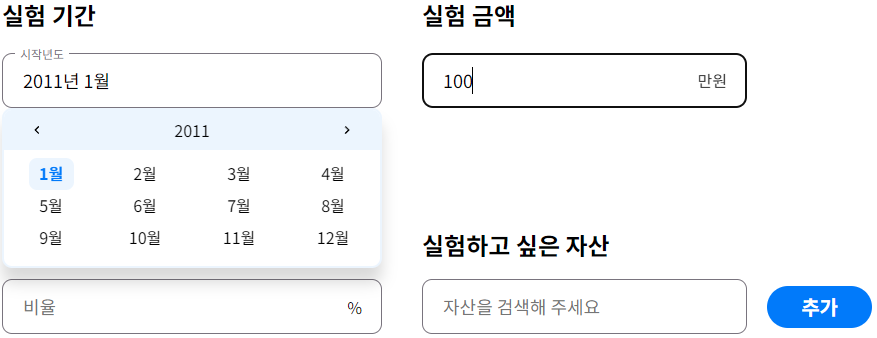 실험 기간
실험 금액
시작년도
2011년 1월
100 만원
2011
1월 2월 3월 4월
5월 6월 7월 8월
9월 10월 11월 12월
실험하고 싶은 자산
비율 %
자산을 검색해 주세요
추가